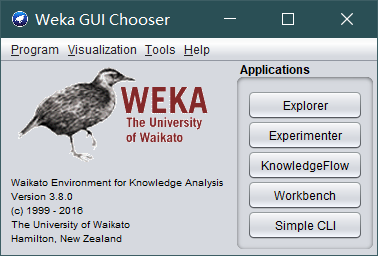 Weka GUI Chooser
Program Visualization Tools Help
Applications
WEKA
The University
of Waikato
Explorer
Experimenter
KnowledgeFlow
Workbench
Simple CLI
Waikato Environment for Knowledge Analysis
Version 3.8.0
(c) 1999 - 2016
The University of Waikato
Hamilton, New Zealand